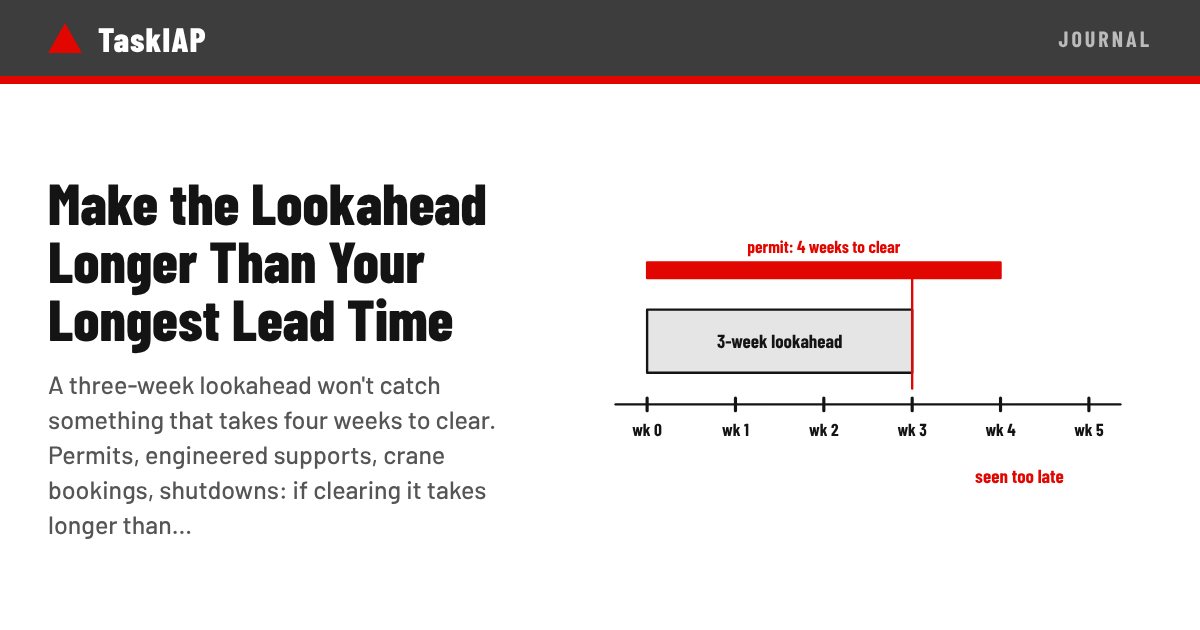 TaskIAP
JOURNAL
Make the Lookahead
Longer Than Your
Longest Lead Time
A three-week lookahead won't catch
something that takes four weeks to clear.
Permits, engineered supports, crane
bookings, shutdowns: if clearing it takes
longer than...
permit: 4 weeks to clear
3-week lookahead
wk 0 wk 1 wk 2 wk 3 wk 4 wk 5
seen too late